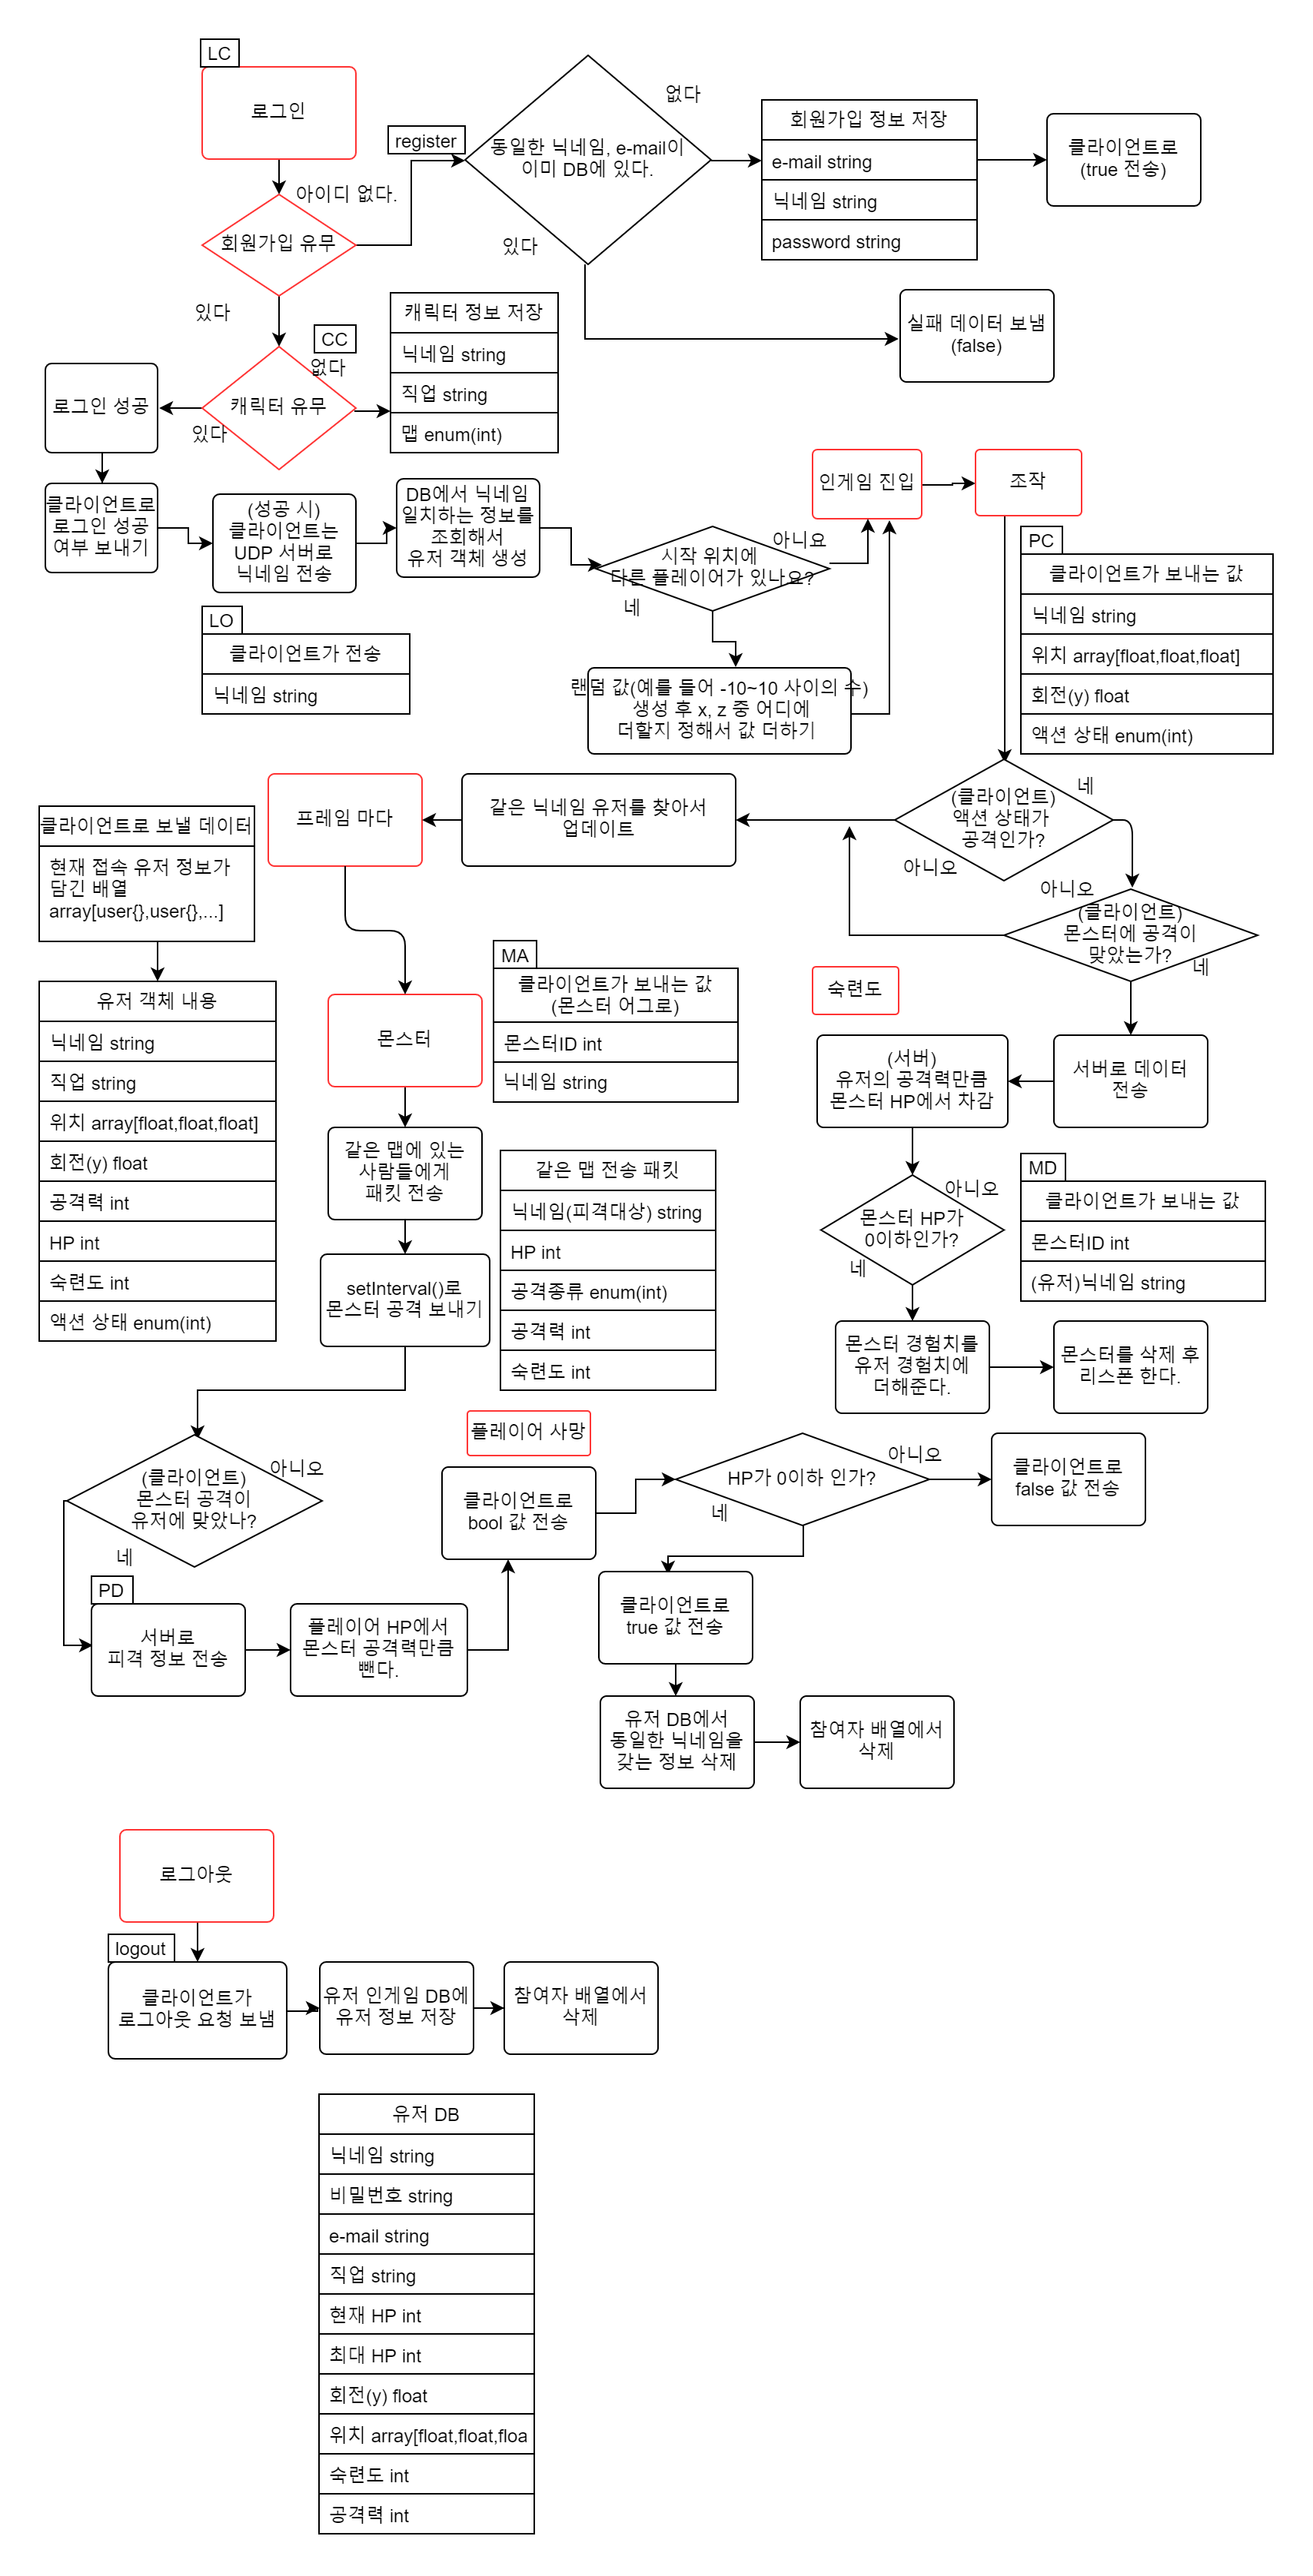 LC
로그인
register
아이디 없다.
회원가입 유무
있다
동일한 닉네임, e-mail이
이미 DB에 있다.
없다
있다
회원가입 정보 저장
e-mail string
닉네임 string
password string
클라이언트로
(true 전송)
실패 데이터 보냄
(false)
CC
없다
캐릭터 유무
있다
캐릭터 정보 저장
닉네임 string
직업 string
맵 enum(int)
로그인 성공
클라이언트로
로그인 성공
여부 보내기
(성공 시)
클라이언트는
UDP 서버로
닉네임 전송
DB에서 닉네임
일치하는 정보를
조회해서
유저 객체 생성
LO
클라이언트가 전송
닉네임 string
시작 위치에
다른 플레이어가 있나요?
아니요
네
랜덤 값(예를 들어 -10~10 사이의 수)
생성 후 x, z 중 어디에
더할지 정해서 값 더하기
인게임 진입
조작
PC
클라이언트가 보내는 값
닉네임 string
위치 array[float,float,float]
회전(y) float
액션 상태 enum(int)
(클라이언트)
액션 상태가
공격인가?
네
아니오
같은 닉네임 유저를 찾아서
업데이트
프레임 마다
아니오
(클라이언트)
몬스터에 공격이
맞았는가?
네
클라이언트로 보낼 데이터
현재 접속 유저 정보가
담긴 배열
array[user{},user{},...]
유저 객체 내용
닉네임 string
직업 string
위치 array[float,float,float]
회전(y) float
공격력 int
HP int
숙련도 int
액션 상태 enum(int)
몬스터
MA
클라이언트가 보내는 값
(몬스터 어그로)
몬스터ID int
닉네임 string
숙련도
서버로 데이터
전송
(서버)
유저의 공격력만큼
몬스터 HP에서 차감
몬스터 HP가
0이하인가?
아니오
네
MD
클라이언트가 보내는 값
몬스터ID int
(유저)닉네임 string
몬스터 경험치를
유저 경험치에
더해준다.
몬스터를 삭제 후
리스폰 한다.
같은 맵에 있는
사람들에게
패킷 전송
setInterval()로
몬스터 공격 보내기
같은 맵 전송 패킷
닉네임(피격대상) string
HP int
공격종류 enum(int)
공격력 int
숙련도 int
(클라이언트)
몬스터 공격이
유저에 맞았나?
아니오
네
PD
서버로
피격 정보 전송
플레이어 HP에서
몬스터 공격력만큼
뺀다.
플레이어 사망
클라이언트로
bool 값 전송
HP가 0이하 인가?
아니오
네
클라이언트로
false 값 전송
클라이언트로
true 값 전송
유저 DB에서
동일한 닉네임을
갖는 정보 삭제
참여자 배열에서
삭제
로그아웃
logout
클라이언트가
로그아웃 요청 보냄
유저 인게임 DB에
유저 정보 저장
참여자 배열에서
삭제
유저 DB
닉네임 string
비밀번호 string
e-mail string
직업 string
현재 HP int
최대 HP int
회전(y) float
위치 array[float,float,floa
숙련도 int
공격력 int